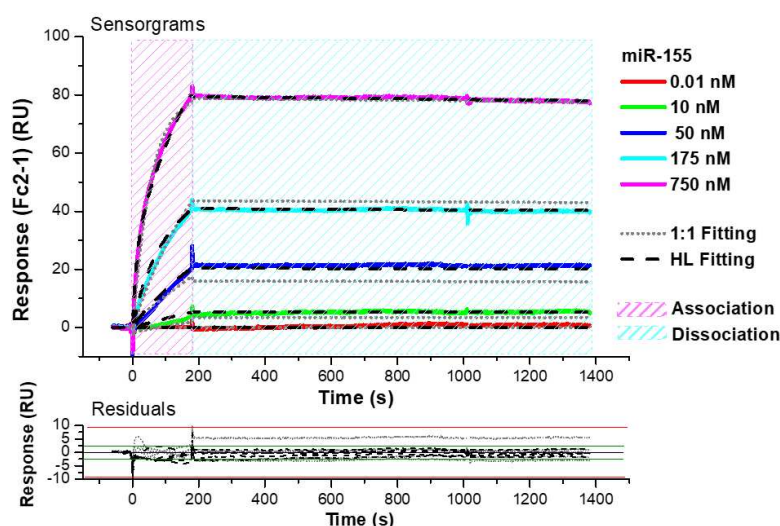 Sensorgrams
100
80
60
40
20
0
Response (Fc2-1) (RU)
0 200 400 600 800 1000 1200 1400
Time (s)
miR-155
0.01 nM
10 nM
50 nM
175 nM
750 nM
1:1 Fitting
HL Fitting
Association
Dissociation
Residuals
10
5
0
-5
-10
Response (RU)
0 200 400 600 800 1000 1200 1400
Time (s)